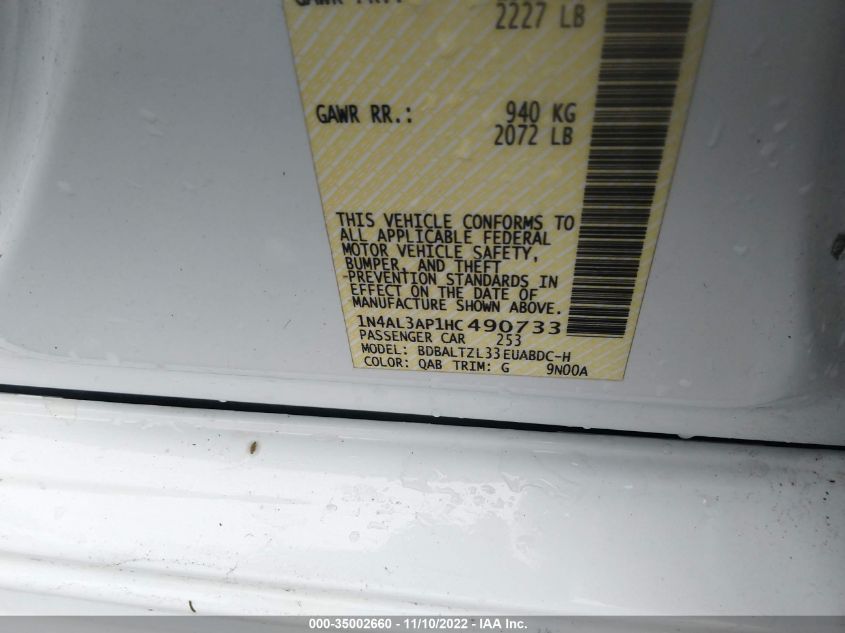 GAWR FR.:
2227 LB
GAWR RR.: 940 KG
2072 LB
THIS VEHICLE CONFORMS TO
ALL APPLICABLE FEDERAL
MOTOR VEHICLE SAFETY,
BUMPER, AND THEFT
PREVENTION STANDARDS IN
EFFECT ON THE DATE OF
MANUFACTURE SHOWN ABOVE.
1N4AL3AP1HC490733
PASSENGER CAR 253
MODEL: BDBALTZL33EUABDC-H
COLOR: QAB TRIM: G 9N00A
000-35002660 - 11/10/2022 - IAA Inc.